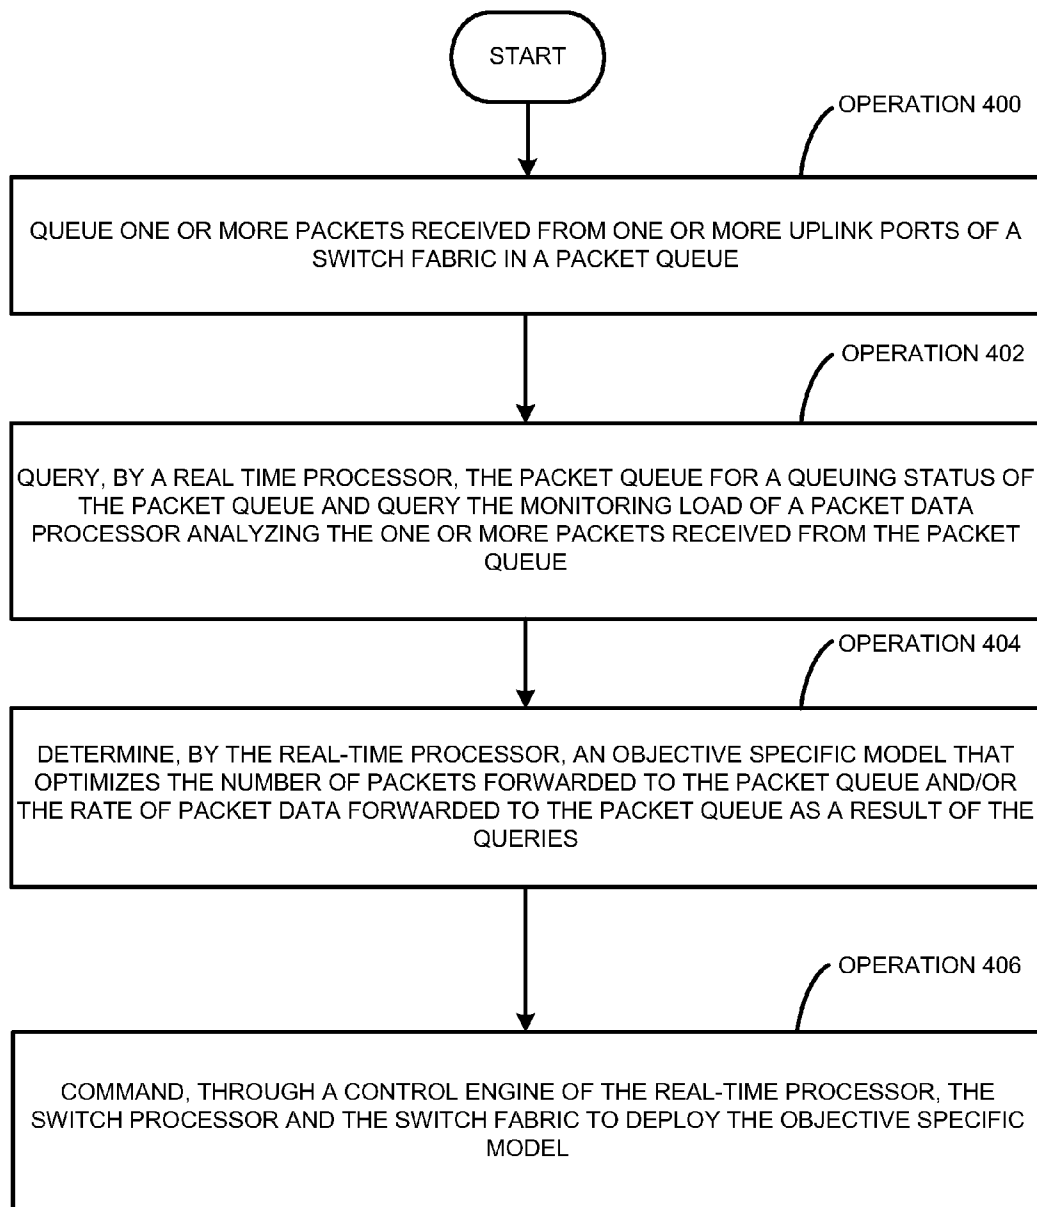 START
OPERATION 400
QUEUE ONE OR MORE PACKETS RECEIVED FROM ONE OR MORE UPLINK PORTS OF A
SWITCH FABRIC IN A PACKET QUEUE
OPERATION 402
QUERY, BY A REAL TIME PROCESSOR, THE PACKET QUEUE FOR A QUEUING STATUS OF
THE PACKET QUEUE AND QUERY THE MONITORING LOAD OF A PACKET DATA
PROCESSOR ANALYZING THE ONE OR MORE PACKETS RECEIVED FROM THE PACKET
QUEUE
OPERATION 404
DETERMINE, BY THE REAL-TIME PROCESSOR, AN OBJECTIVE SPECIFIC MODEL THAT
OPTIMIZES THE NUMBER OF PACKETS FORWARDED TO THE PACKET QUEUE AND/OR
THE RATE OF PACKET DATA FORWARDED TO THE PACKET QUEUE AS A RESULT OF THE
QUERIES
OPERATION 406
COMMAND, THROUGH A CONTROL ENGINE OF THE REAL-TIME PROCESSOR, THE
SWITCH PROCESSOR AND THE SWITCH FABRIC TO DEPLOY THE OBJECTIVE SPECIFIC
MODEL